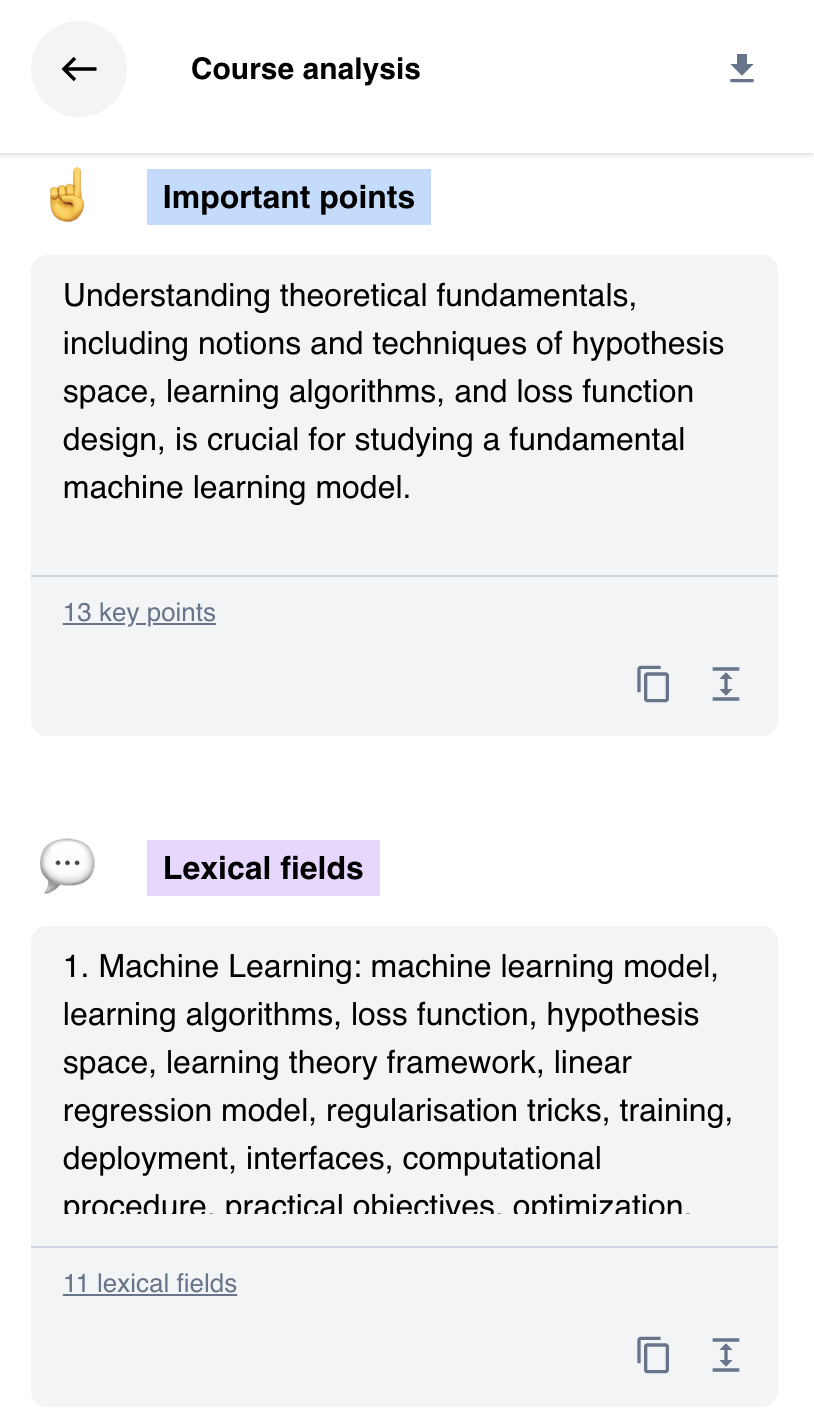 Course analysis
Important points
Understanding theoretical fundamentals,
including notions and techniques of hypothesis
space, learning algorithms, and loss function
design, is crucial for studying a fundamental
machine learning model.
13 key points
Lexical fields
1. Machine Learning: machine learning model,
learning algorithms, loss function, hypothesis
space, learning theory framework, linear
regression model, regularisation tricks, training,
deployment, interfaces, computational
procedure, practical objectives, optimization,
11 lexical fields